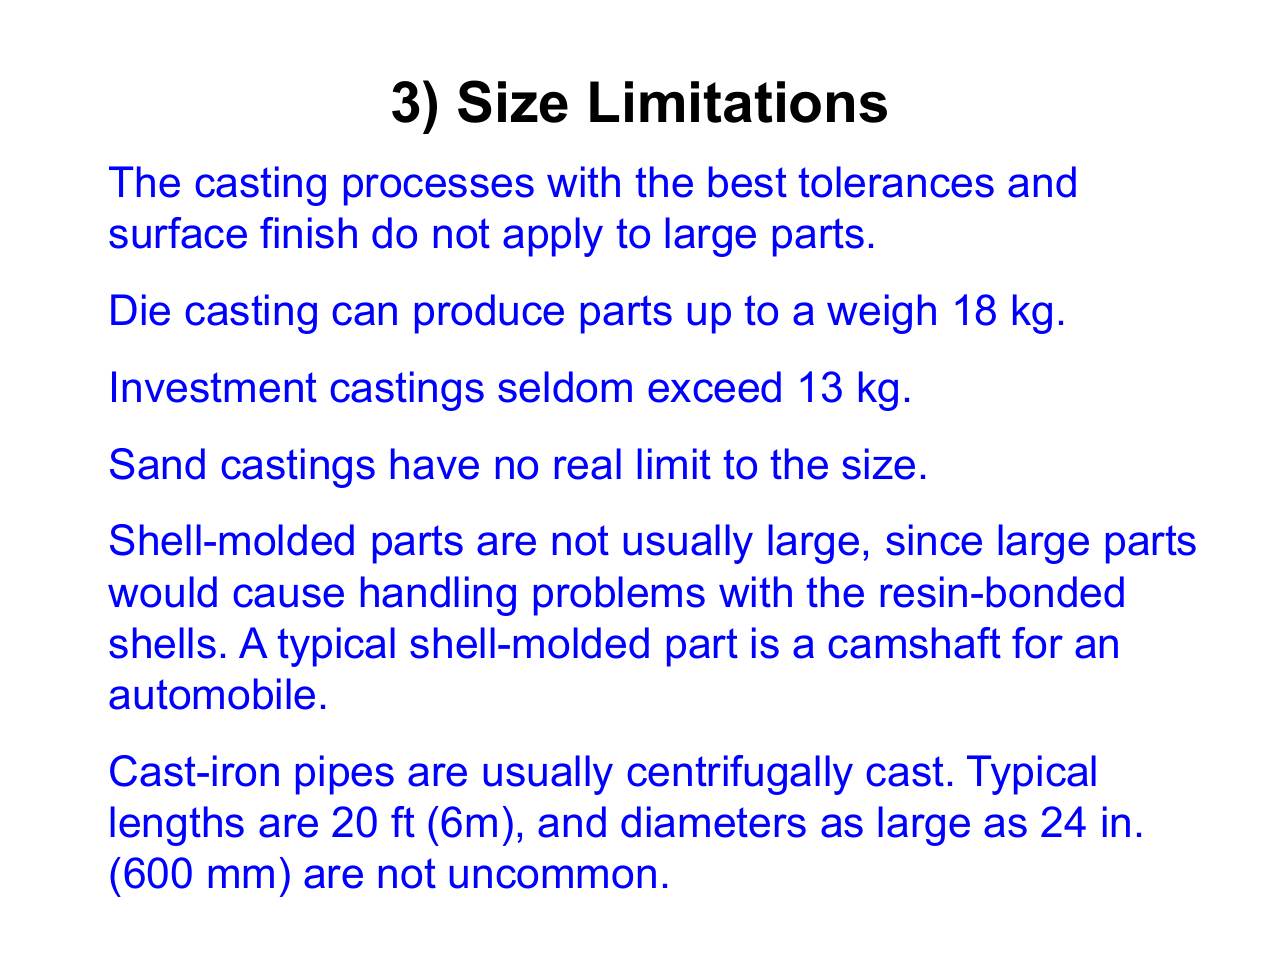 3) Size Limitations
The casting processes with the best tolerances and
surface finish do not apply to large parts.
Die casting can produce parts up to a weigh 18 kg.
Investment castings seldom exceed 13 kg.
Sand castings have no real limit to the size.
Shell-molded parts are not usually large, since large parts
would cause handling problems with the resin-bonded
shells. A typical shell-molded part is a camshaft for an
automobile.
Cast-iron pipes are usually centrifugally cast. Typical
lengths are 20 ft (6m), and diameters as large as 24 in.
(600 mm) are not uncommon.